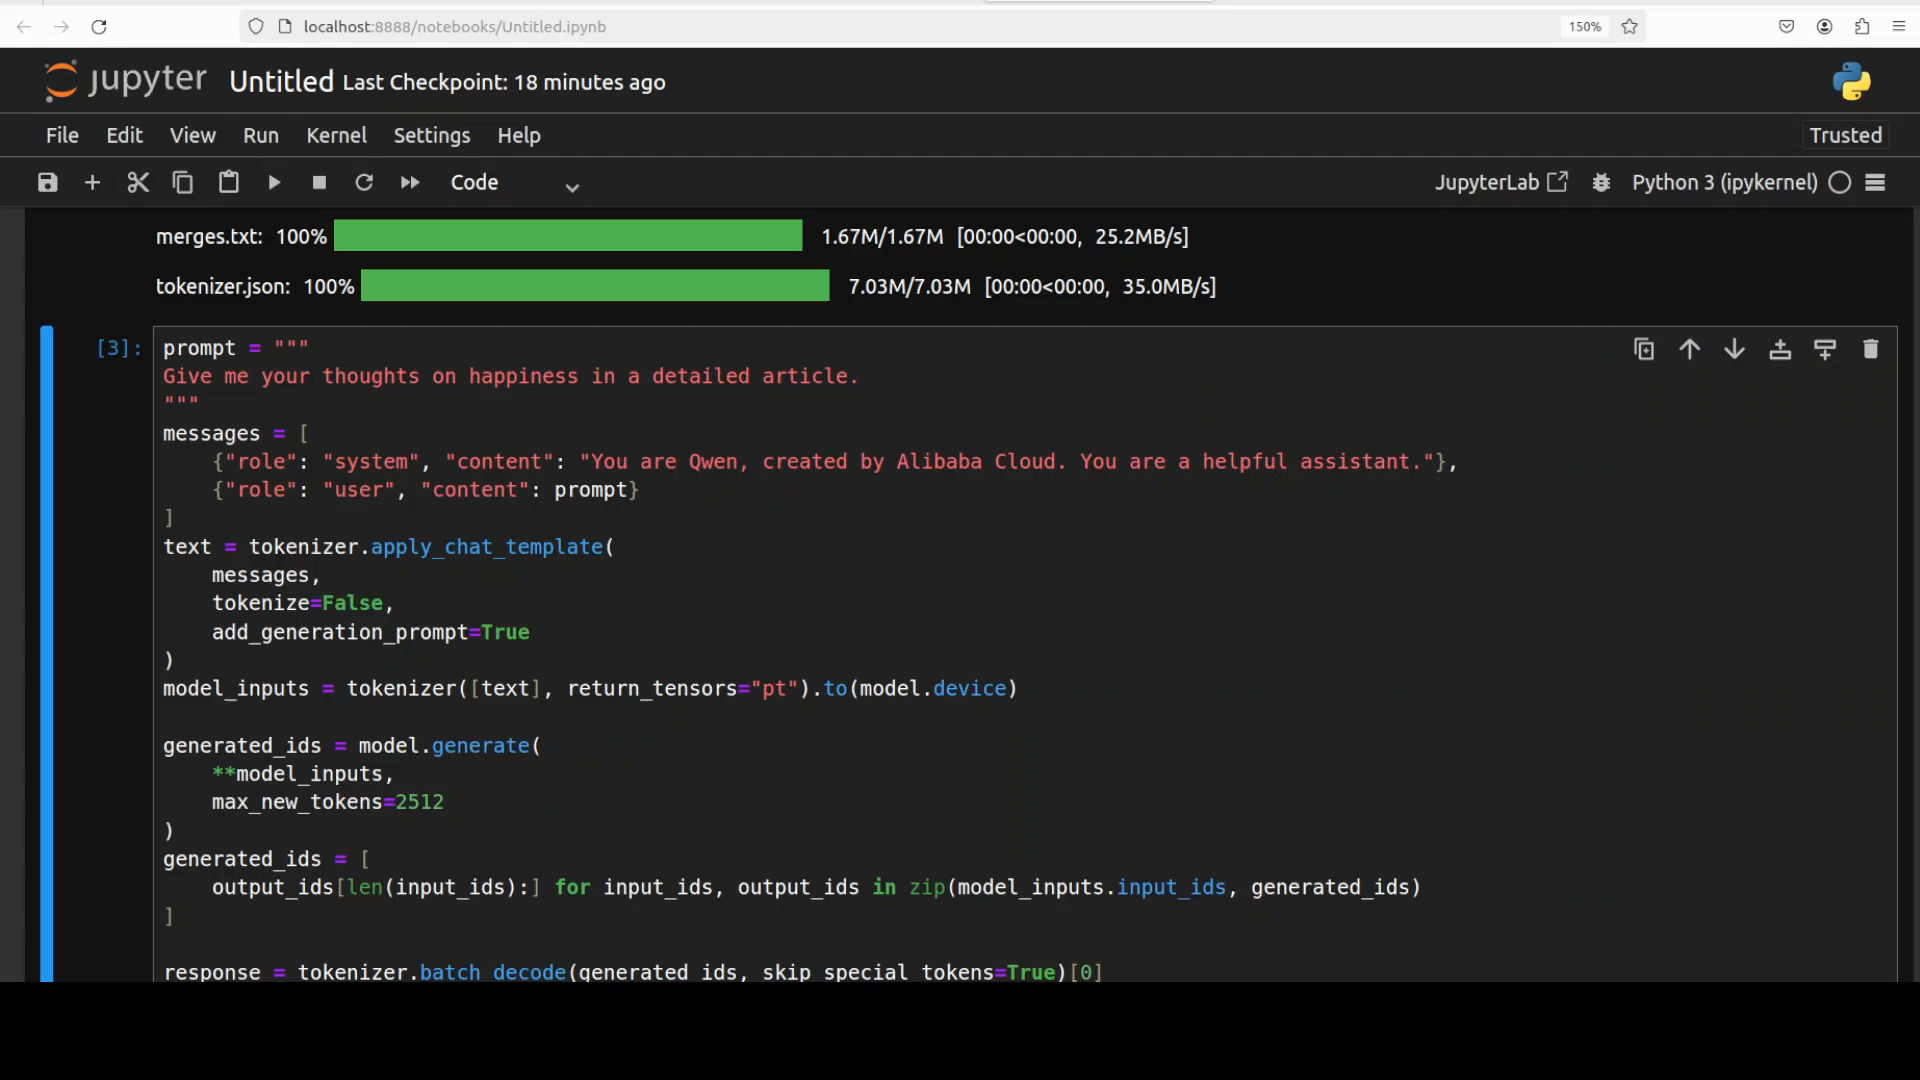 localhost:8888/notebooks/Untitled.ipynb
150%
jupyter Untitled Last Checkpoint: 18 minutes ago
File Edit View Run Kernel Settings Help
Trusted
Code
JupyterLab
Python 3 (ipykernel)
merges.txt: 100% 1.67M/1.67M [00:00<00:00, 25.2MB/s]
tokenizer.json: 100% 7.03M/7.03M [00:00<00:00, 35.0MB/s]
[3]: prompt = """
Give me your thoughts on happiness in a detailed article.
"""
messages = [
    {"role": "system", "content": "You are Qwen, created by Alibaba Cloud. You are a helpful assistant."},
    {"role": "user", "content": prompt}
]
text = tokenizer.apply_chat_template(
    messages,
    tokenize=False,
    add_generation_prompt=True
)
model_inputs = tokenizer([text], return_tensors="pt").to(model.device)
generated_ids = model.generate(
    **model_inputs,
    max_new_tokens=2512
)
generated_ids = [
    output_ids[len(input_ids):] for input_ids, output_ids in zip(model_inputs.input_ids, generated_ids)
]
response = tokenizer.batch_decode(generated_ids, skip_special_tokens=True)[0]